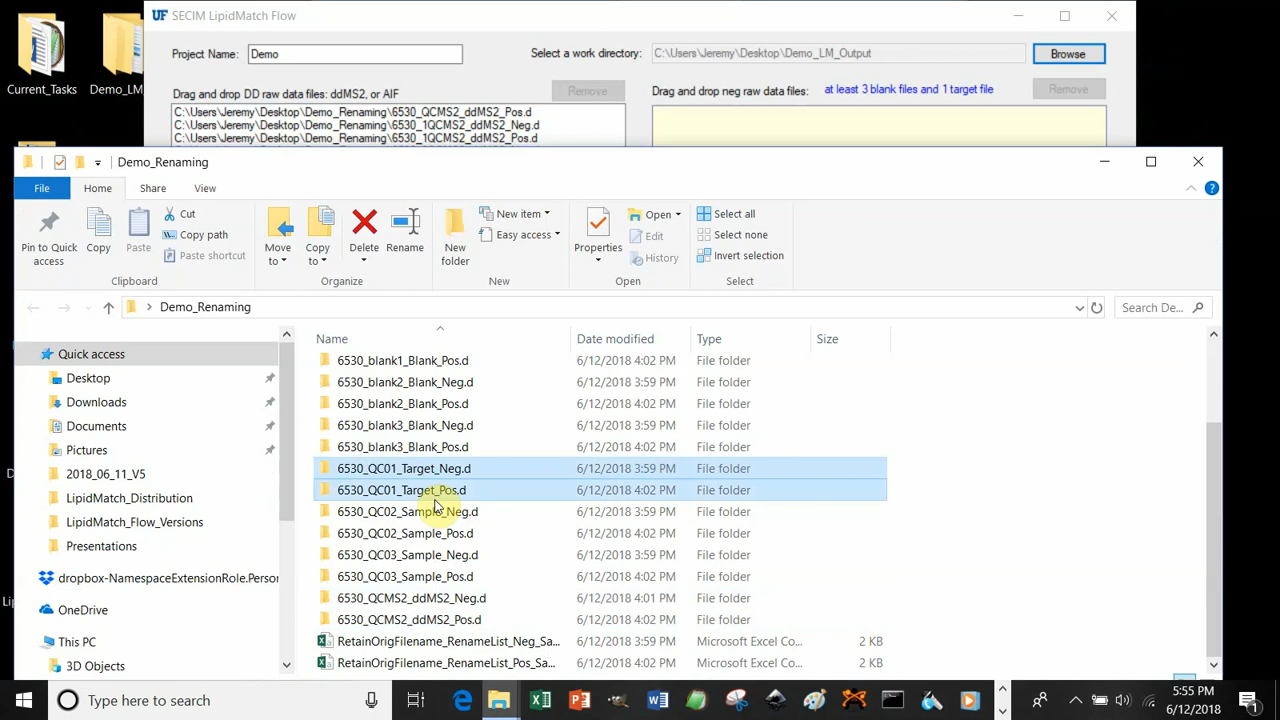 UF SECIM LipidMatch Flow
Project Name: Demo
Select a work directory: C:\Users\Jeremy\Desktop\Demo_LM_Output
Browse
Drag and drop DD raw data files: ddMS2, or AIF
Remove
Drag and drop neg raw data files: at least 3 blank files and 1 target file
Remove
C:\Users\Jeremy\Desktop\Demo_Renaming\6530_QCMS2_ddMS2_Pos.d
C:\Users\Jeremy\Desktop\Demo_Renaming\6530_1QCMS2_ddMS2_Neg.d
C:\Users\Jeremy\Desktop\Demo_Renaming\6530_1QCMS2_ddMS2_Pos.d
Current_Tasks
Demo_LM
Demo_Renaming
File
Home
Share
View
Pin to Quick access
Copy
Paste
Cut
Copy path
Paste shortcut
Clipboard
Move to
Copy to
Delete
Rename
Organize
New folder
New item
Easy access
New
Properties
Open
Edit
History
Open
Select all
Select none
Invert selection
Select
Demo_Renaming
Search De...
Quick access
Desktop
Downloads
Documents
Pictures
2018_06_11_V5
LipidMatch_Distribution
LipidMatch_Flow_Versions
Presentations
dropbox-NamespaceExtensionRole.Person
OneDrive
This PC
3D Objects
Name Date modified Type Size
6530_blank1_Blank_Pos.d 6/12/2018 4:02 PM File folder
6530_blank2_Blank_Neg.d 6/12/2018 3:59 PM File folder
6530_blank2_Blank_Pos.d 6/12/2018 4:02 PM File folder
6530_blank3_Blank_Neg.d 6/12/2018 3:59 PM File folder
6530_blank3_Blank_Pos.d 6/12/2018 4:02 PM File folder
6530_QC01_Target_Neg.d 6/12/2018 3:59 PM File folder
6530_QC01_Target_Pos.d 6/12/2018 4:02 PM File folder
6530_QC02_Sample_Neg.d 6/12/2018 3:59 PM File folder
6530_QC02_Sample_Pos.d 6/12/2018 4:02 PM File folder
6530_QC03_Sample_Neg.d 6/12/2018 3:59 PM File folder
6530_QC03_Sample_Pos.d 6/12/2018 4:02 PM File folder
6530_QCMS2_ddMS2_Neg.d 6/12/2018 4:01 PM File folder
6530_QCMS2_ddMS2_Pos.d 6/12/2018 4:02 PM File folder
RetainOrigFilename_RenameList_Neg_Sa... 6/12/2018 3:59 PM Microsoft Excel Co... 2 KB
RetainOrigFilename_RenameList_Pos_Sa... 6/12/2018 4:02 PM Microsoft Excel Co... 2 KB
Type here to search
5:55 PM
6/12/2018